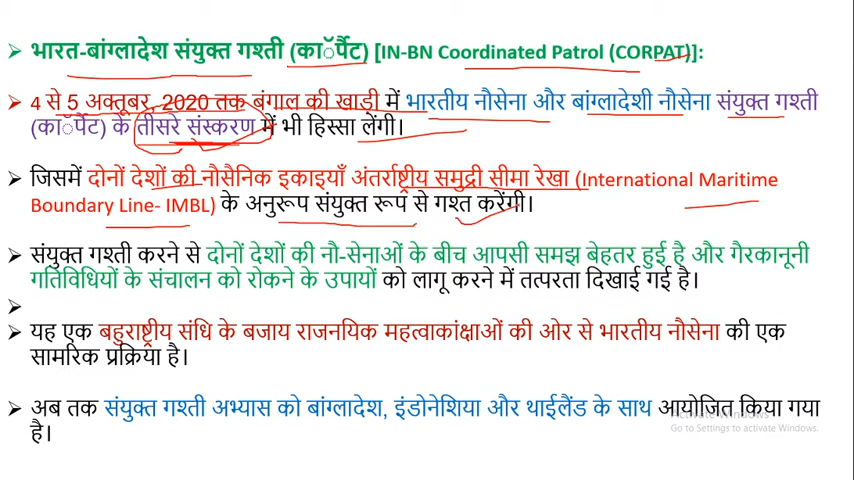 भारत-बांग्लादेश संयुक्त गश्ती (काॅर्पेट) [IN-BN Coordinated Patrol (CORPAT)]:
4 से 5 अक्तूबर, 2020 तक बंगाल की खाड़ी में भारतीय नौसेना और बांग्लादेशी नौसेना संयुक्त गश्ती
(काॅर्पेट) के तीसरे संस्करण में भी हिस्सा लेंगी।
जिसमें दोनों देशों की नौसैनिक इकाइयाँ अंतर्राष्ट्रीय समुद्री सीमा रेखा (International Maritime
Boundary Line- IMBL) के अनुरूप संयुक्त रूप से गश्त करेंगी।
संयुक्त गश्ती करने से दोनों देशों की नौ-सेनाओं के बीच आपसी समझ बेहतर हुई है और गैरकानूनी
गतिविधियों के संचालन को रोकने के उपायों को लागू करने में तत्परता दिखाई गई है।
यह एक बहुराष्ट्रीय संधि के बजाय राजनयिक महत्वाकांक्षाओं की ओर से भारतीय नौसेना की एक
सामरिक प्रक्रिया है।
अब तक संयुक्त गश्ती अभ्यास को बांग्लादेश, इंडोनेशिया और थाईलैंड के साथ आयोजित किया गया
है।
Activate Windows
Go to Settings to activate Windows.